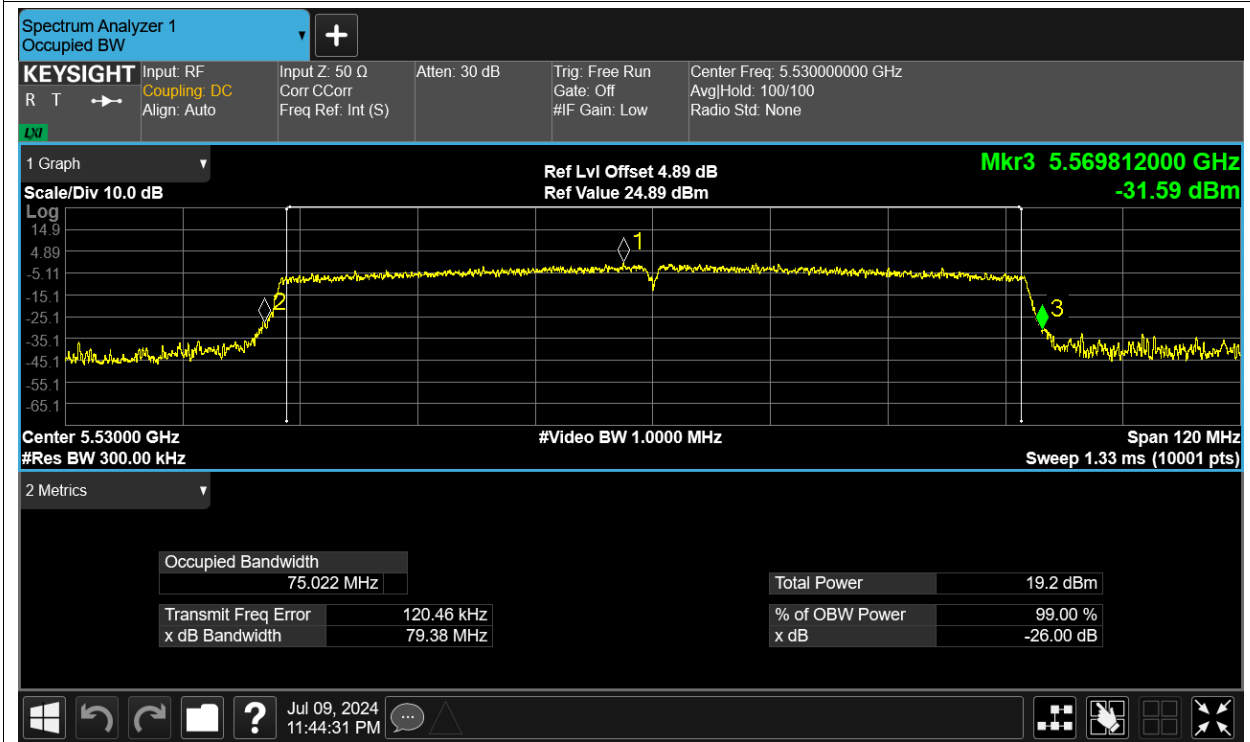 Spectrum Analyzer 1
Occupied BW
KEYSIGHT
R T
LXI
Input: RF
Coupling: DC
Align: Auto
Input Z: 50 Ω
Corr CCorr
Freq Ref: Int (S)
Atten: 30 dB
Trig: Free Run
Gate: Off
#IF Gain: Low
Center Freq: 5.530000000 GHz
Avg|Hold: 100/100
Radio Std: None
1 Graph
Scale/Div 10.0 dB
Ref Lvl Offset 4.89 dB
Ref Value 24.89 dBm
Mkr3 5.569812000 GHz
-31.59 dBm
Log
14.9
4.89
-5.11
-15.1
-25.1
-35.1
-45.1
-55.1
-65.1
1
2
3
Center 5.53000 GHz
#Video BW 1.0000 MHz
Span 120 MHz
#Res BW 300.00 kHz
Sweep 1.33 ms (10001 pts)
2 Metrics
Occupied Bandwidth
75.022 MHz
Total Power 19.2 dBm
Transmit Freq Error 120.46 kHz
% of OBW Power 99.00 %
x dB Bandwidth 79.38 MHz
x dB -26.00 dB
?
Jul 09, 2024
11:44:31 PM